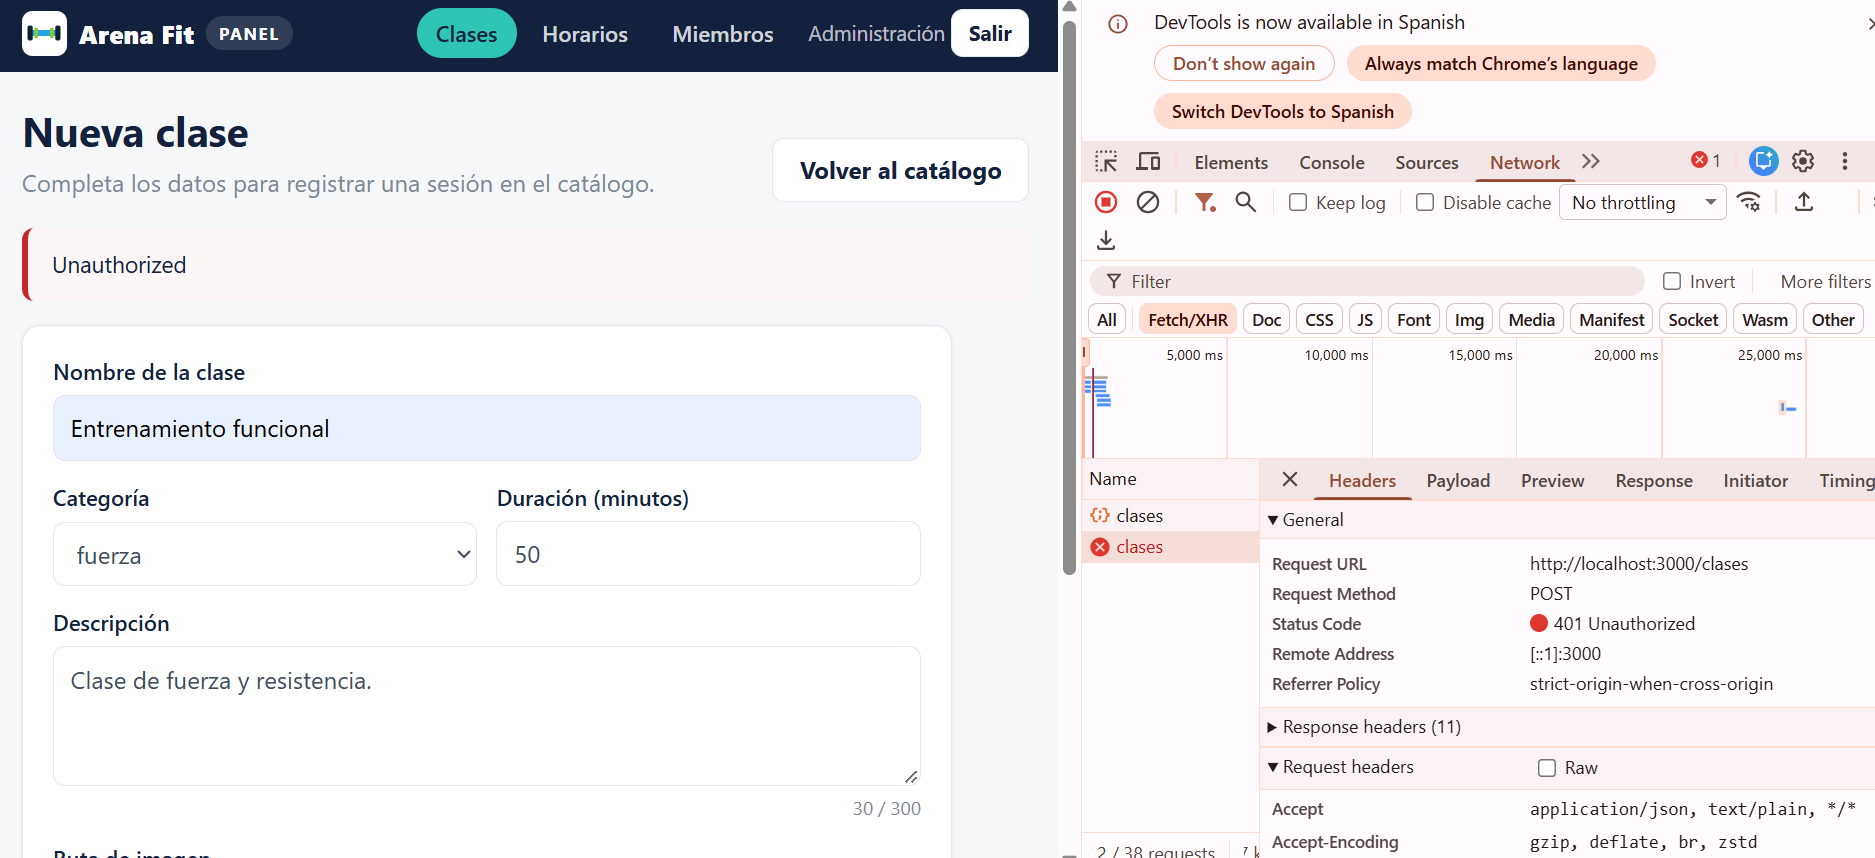 Arena Fit PANEL Clases Horarios Miembros Administración Salir
Nueva clase
Completa los datos para registrar una sesión en el catálogo.
Volver al catálogo
Unauthorized
Nombre de la clase
Entrenamiento funcional
Categoría Duración (minutos)
fuerza 50
Descripción
Clase de fuerza y resistencia.
30 / 300
Ruta de imagen
DevTools is now available in Spanish
Don't show again Always match Chrome's language
Switch DevTools to Spanish
Elements Console Sources Network 1
Keep log Disable cache No throttling
Filter Invert More filters
All Fetch/XHR Doc CSS JS Font Img Media Manifest Socket Wasm Other
5,000 ms 10,000 ms 15,000 ms 20,000 ms 25,000 ms
Name Headers Payload Preview Response Initiator Timing
clases
clases
General
Request URL http://localhost:3000/clases
Request Method POST
Status Code 401 Unauthorized
Remote Address [::1]:3000
Referrer Policy strict-origin-when-cross-origin
Response headers (11)
Request headers Raw
Accept application/json, text/plain, */*
Accept-Encoding gzip, deflate, br, zstd
2 / 38 requests